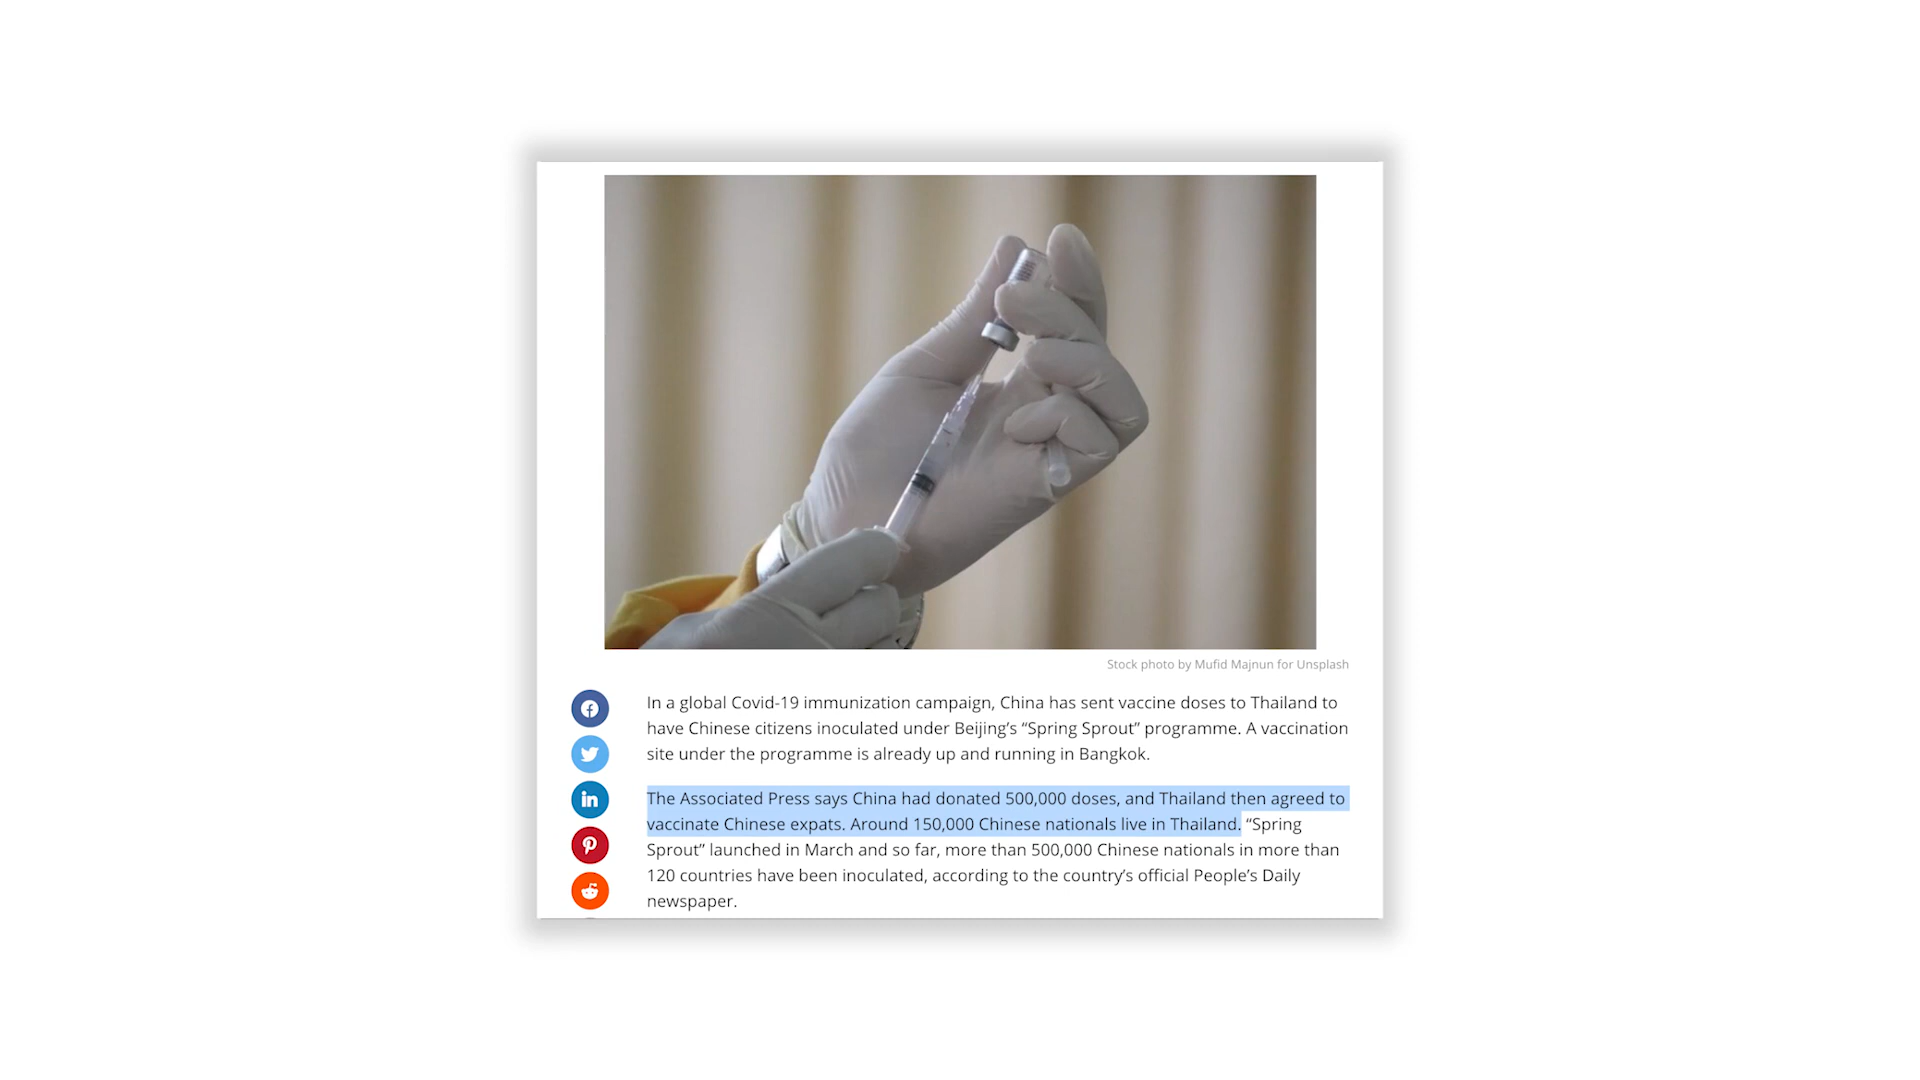 Stock photo by Mufid Majnun for Unsplash
In a global Covid-19 immunization campaign, China has sent vaccine doses to Thailand to
have Chinese citizens inoculated under Beijing’s “Spring Sprout” programme. A vaccination
site under the programme is already up and running in Bangkok.
The Associated Press says China had donated 500,000 doses, and Thailand then agreed to
vaccinate Chinese expats. Around 150,000 Chinese nationals live in Thailand. “Spring
Sprout” launched in March and so far, more than 500,000 Chinese nationals in more than
120 countries have been inoculated, according to the country’s official People’s Daily
newspaper.